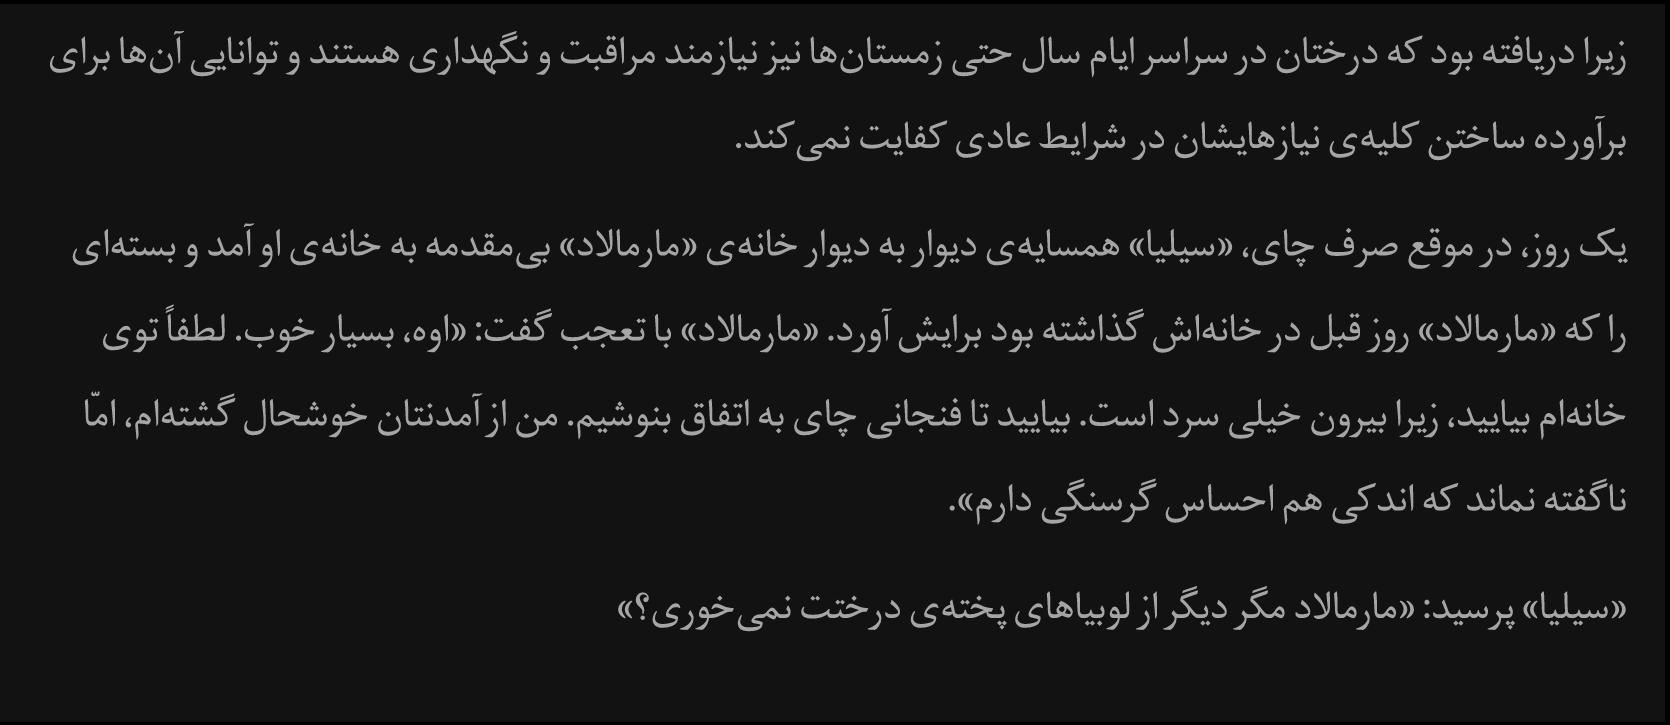 زیرا دریافته بود که درختان در سراسر ایام سال حتی زمستان‌ها نیز نیازمند مراقبت و نگهداری هستند و توانایی آن‌ها برای
برآورده ساختن کلیه‌ی نیازهایشان در شرایط عادی کفایت نمی‌کند.
یک روز، در موقع صرف چای، «سیلیا» همسایه‌ی دیوار به دیوار خانه‌ی «مارمالاد» بی‌مقدمه به خانه‌ی او آمد و بسته‌ای
را که «مارمالاد» روز قبل در خانه‌اش گذاشته بود برایش آورد. «مارمالاد» با تعجب گفت: «اوه، بسیار خوب. لطفاً توی
خانه‌ام بیایید، زیرا بیرون خیلی سرد است. بیایید تا فنجانی چای به اتفاق بنوشیم. من از آمدنتان خوشحال گشته‌ام، امّا
ناگفته نماند که اندکی هم احساس گرسنگی دارم».
«سیلیا» پرسید: «مارمالاد مگر دیگر از لوبیاهای پخته‌ی درختت نمی‌خوری؟»